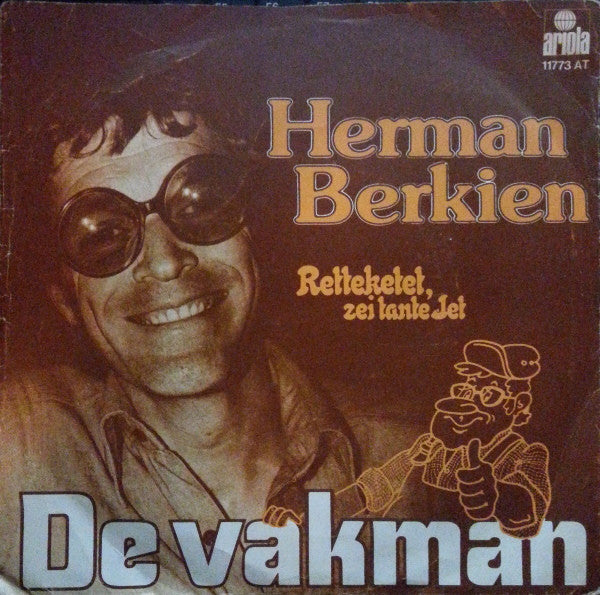 ariola
11773 AT
Herman
Berkien
Retteketet,
zei tante Jet
De vakman